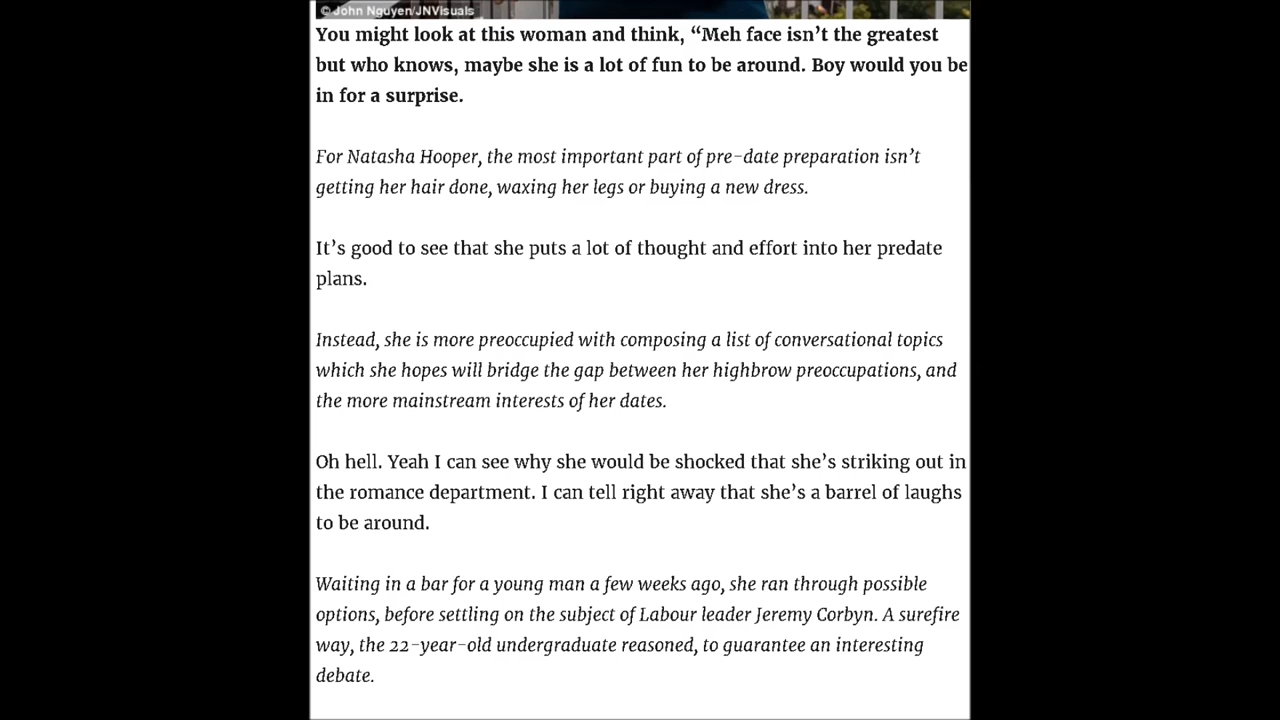 © John Nguyen/JNVisuals
You might look at this woman and think, “Meh face isn’t the greatest
but who knows, maybe she is a lot of fun to be around. Boy would you be
in for a surprise.
For Natasha Hooper, the most important part of pre-date preparation isn’t
getting her hair done, waxing her legs or buying a new dress.
It’s good to see that she puts a lot of thought and effort into her predate
plans.
Instead, she is more preoccupied with composing a list of conversational topics
which she hopes will bridge the gap between her highbrow preoccupations, and
the more mainstream interests of her dates.
Oh hell. Yeah I can see why she would be shocked that she’s striking out in
the romance department. I can tell right away that she’s a barrel of laughs
to be around.
Waiting in a bar for a young man a few weeks ago, she ran through possible
options, before settling on the subject of Labour leader Jeremy Corbyn. A surefire
way, the 22-year-old undergraduate reasoned, to guarantee an interesting
debate.